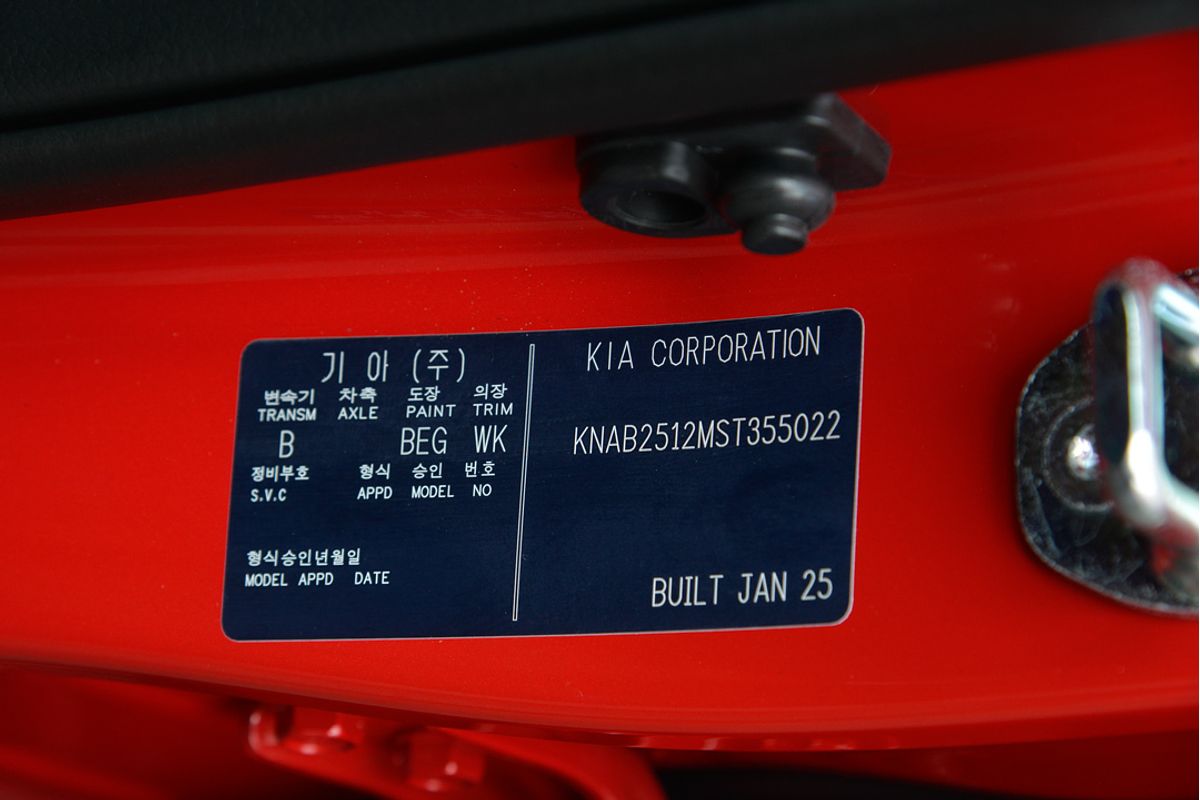 기 아 (주)
변속기 차축 도장 의장
TRANSM AXLE PAINT TRIM
B BEG WK
정비부호 형식 승인 번호
S.V.C APPD MODEL NO
형식승인년월일
MODEL APPD DATE
KIA CORPORATION
KNAB2512MST355022
BUILT JAN 25